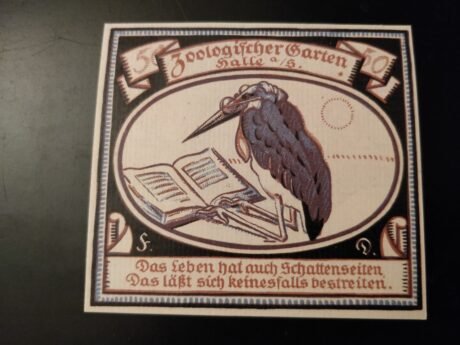 50 Zoologischer Garten 50
Halle a/S.
F. D.
Das Leben hat auch Schattenseiten,
Das läßt sich keinesfalls bestreiten.